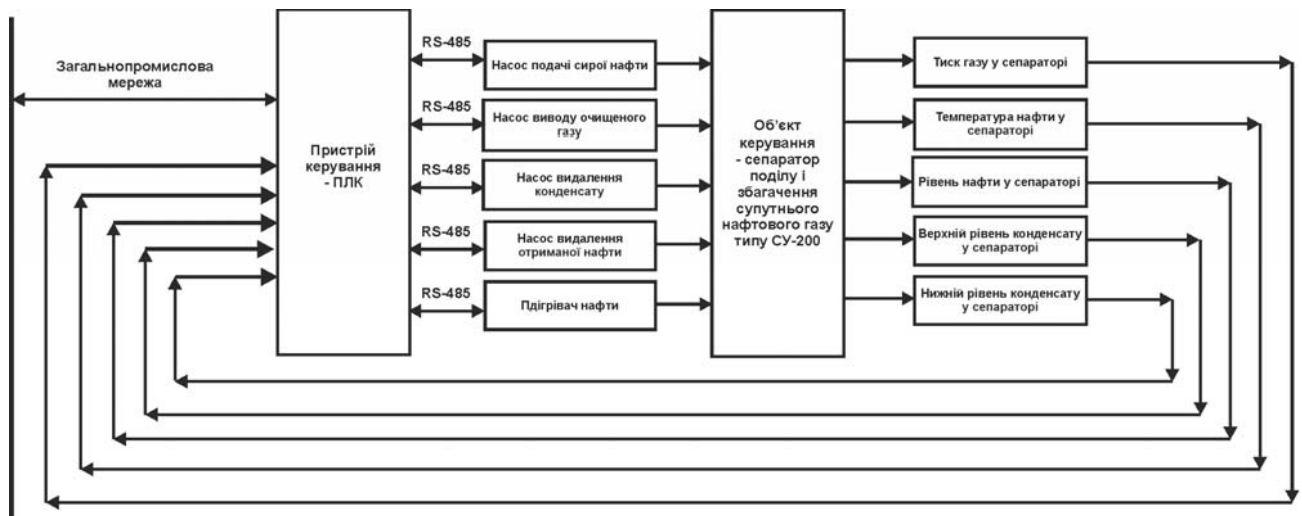 Загальнопромислова
мережа
Пристрій
керування
- ПЛК
RS-485
RS-485
RS-485
RS-485
RS-485
Насос подачі сирої нафти
Насос виводу очищеного
газу
Насос видалення
конденсату
Насос видалення
отриманої нафти
Пдігрівач нафти
Об’єкт
керування
- сепаратор
поділу і
збагачення
супутнього
нафтового газу
типу СУ-200
Тиск газу у сепараторі
Температура нафти у
сепараторі
Рівень нафти у сепараторі
Верхній рівень конденсату
у сепараторі
Нижній рівень конденсату
у сепараторі